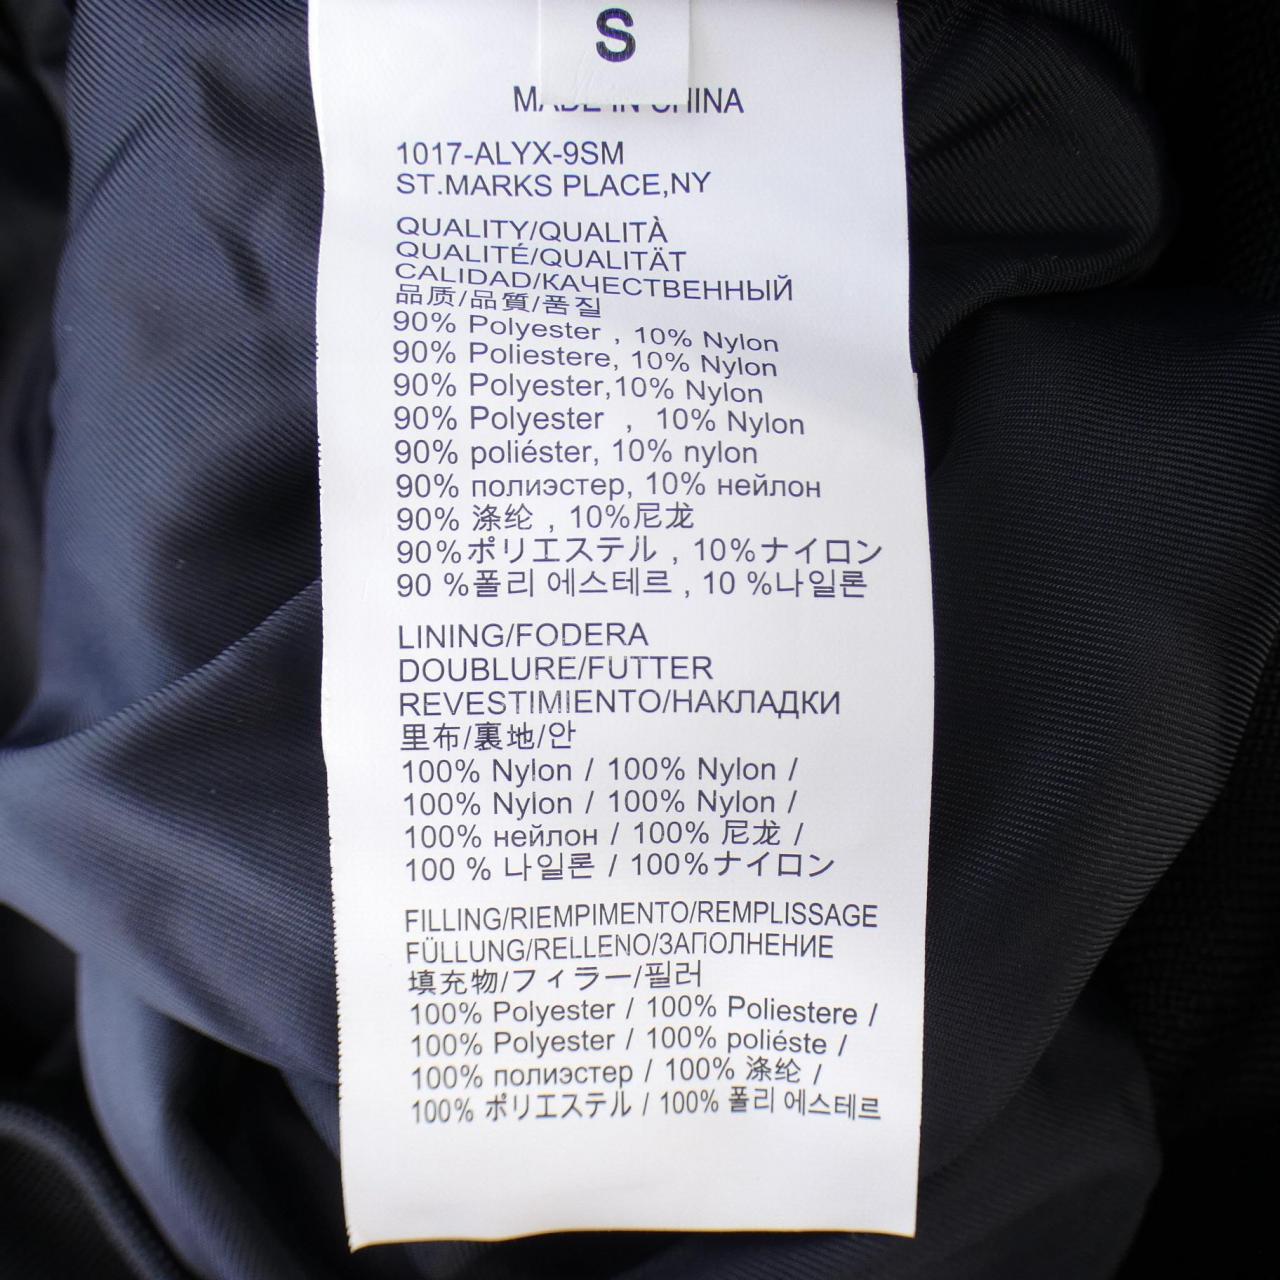 S
MADE IN CHINA
1017-ALYX-9SM
ST.MARKS PLACE,NY
QUALITY/QUALITÀ
QUALITÉ/QUALITÄT
CALIDAD/КАЧЕСТВЕННЫЙ
品质/品質/품질
90% Polyester , 10% Nylon
90% Poliestere, 10% Nylon
90% Polyester,10% Nylon
90% Polyester , 10% Nylon
90% poliéster, 10% nylon
90% полиэстер, 10% нейлон
90% 涤纶 , 10%尼龙
90%ポリエステル , 10%ナイロン
90 %폴리 에스테르 , 10 %나일론
LINING/FODERA
DOUBLURE/FUTTER
REVESTIMIENTO/НАКЛАДКИ
里布/裏地/안
100% Nylon / 100% Nylon /
100% Nylon / 100% Nylon /
100% нейлон / 100% 尼龙 /
100 % 나일론 / 100%ナイロン
FILLING/RIEMPIMENTO/REMPLISSAGE
FÜLLUNG/RELLENO/ЗАПОЛНЕНИЕ
填充物/フィラー/필러
100% Polyester / 100% Poliestere /
100% Polyester / 100% poliéste /
100% полиэстер / 100% 涤纶 /
100% ポリエステル / 100% 폴리 에스테르